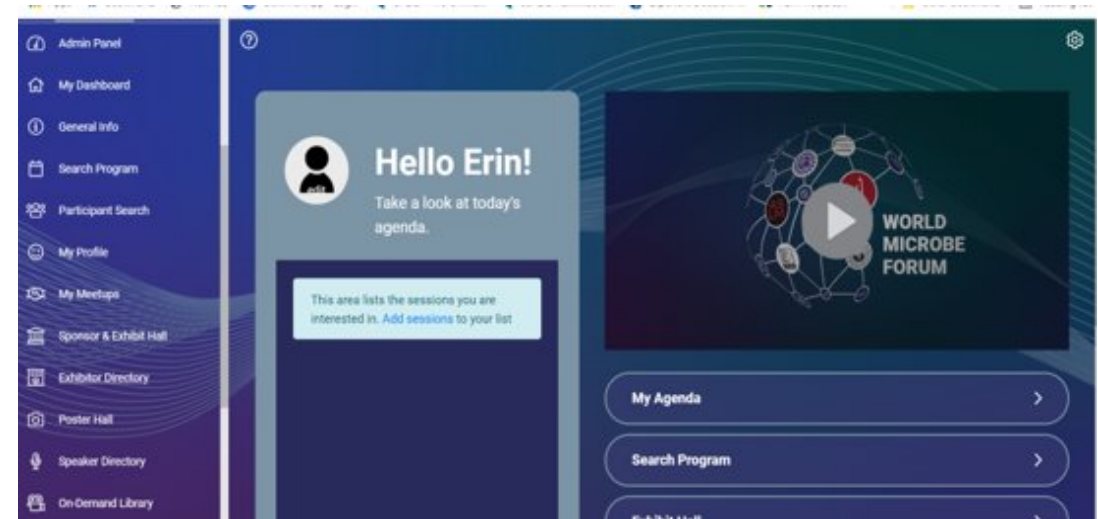 Admin Panel
My Dashboard
General Info
Search Program
Participant Search
My Profile
My Meetups
Sponsor & Exhibit Hall
Exhibitor Directory
Poster Hall
Speaker Directory
On-Demand Library
edit
Hello Erin!
Take a look at today's
agenda.
This area lists the sessions you are
interested in. Add sessions to your list
WORLD
MICROBE
FORUM
My Agenda
Search Program